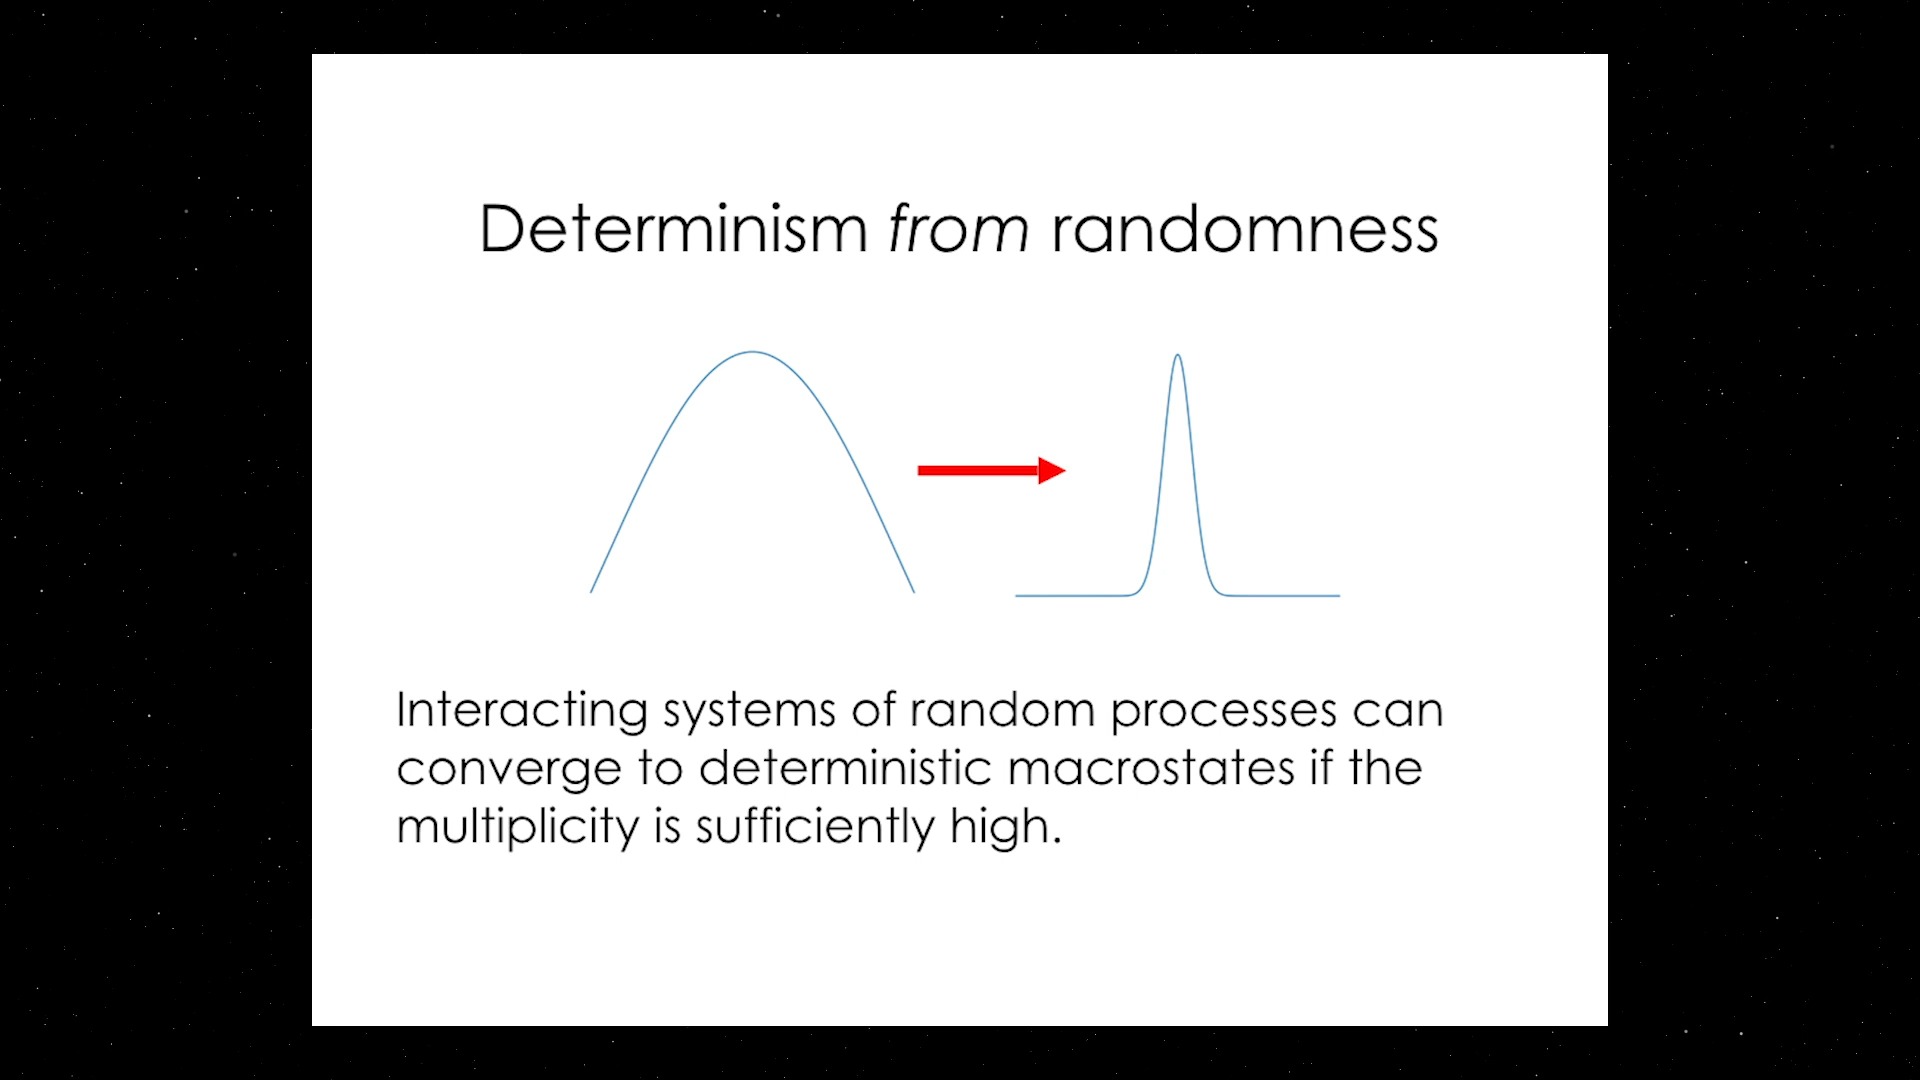 Determinism from randomness
Interacting systems of random processes can
converge to deterministic macrostates if the
multiplicity is sufficiently high.